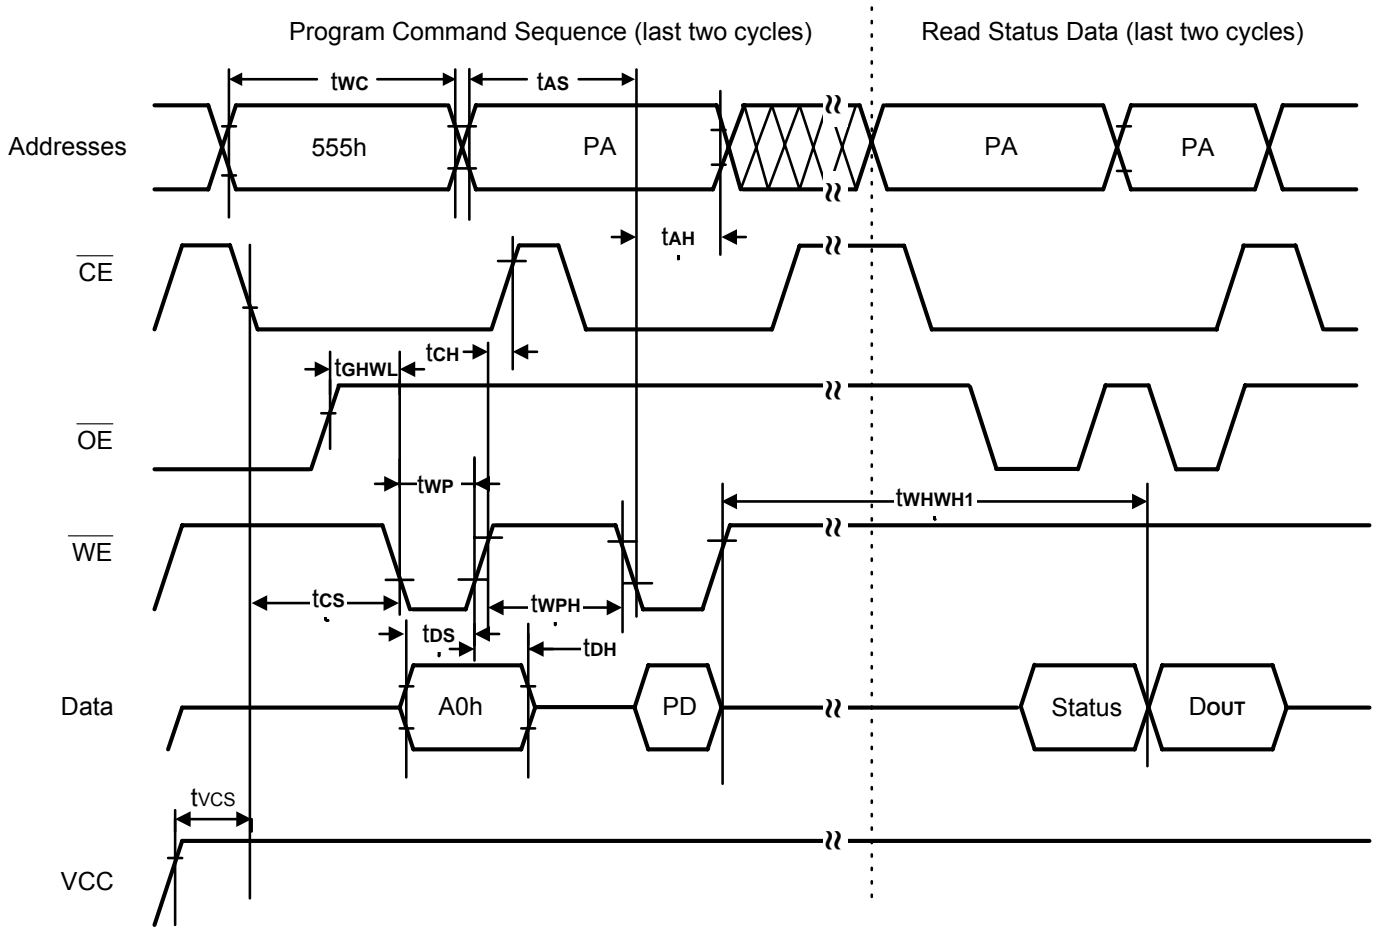 Program Command Sequence (last two cycles) Read Status Data (last two cycles)
tWC tAS
Addresses 555h PA PA PA
tAH
CE
tCH
tGHWL
OE
tWP
tWHWH1
WE
tCS tWPH
tDS tDH
Data A0h PD Status DOUT
tVCS
VCC